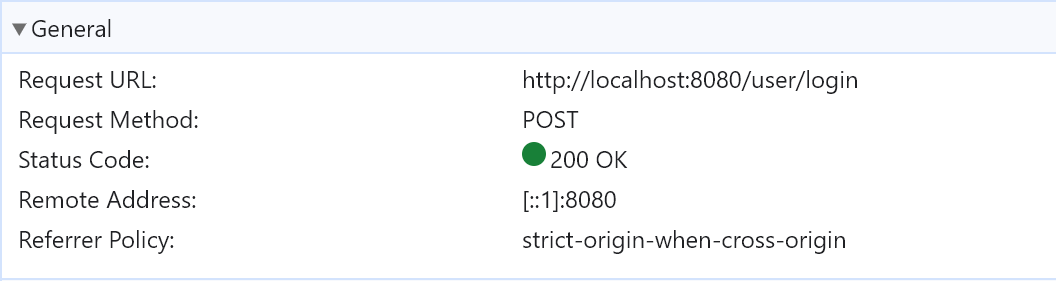 General
Request URL: http://localhost:8080/user/login
Request Method: POST
Status Code: 200 OK
Remote Address: [::1]:8080
Referrer Policy: strict-origin-when-cross-origin